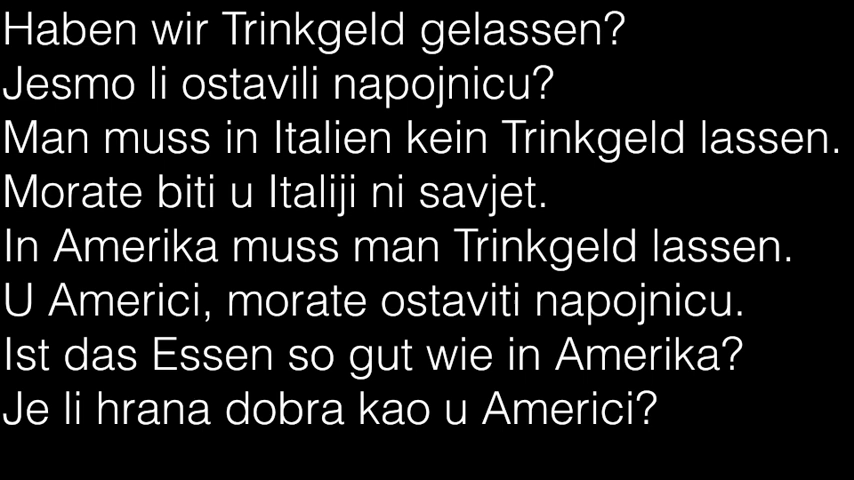 Haben wir Trinkgeld gelassen?
Jesmo li ostavili napojnicu?
Man muss in Italien kein Trinkgeld lassen.
Morate biti u Italiji ni savjet.
In Amerika muss man Trinkgeld lassen.
U Americi, morate ostaviti napojnicu.
Ist das Essen so gut wie in Amerika?
Je li hrana dobra kao u Americi?